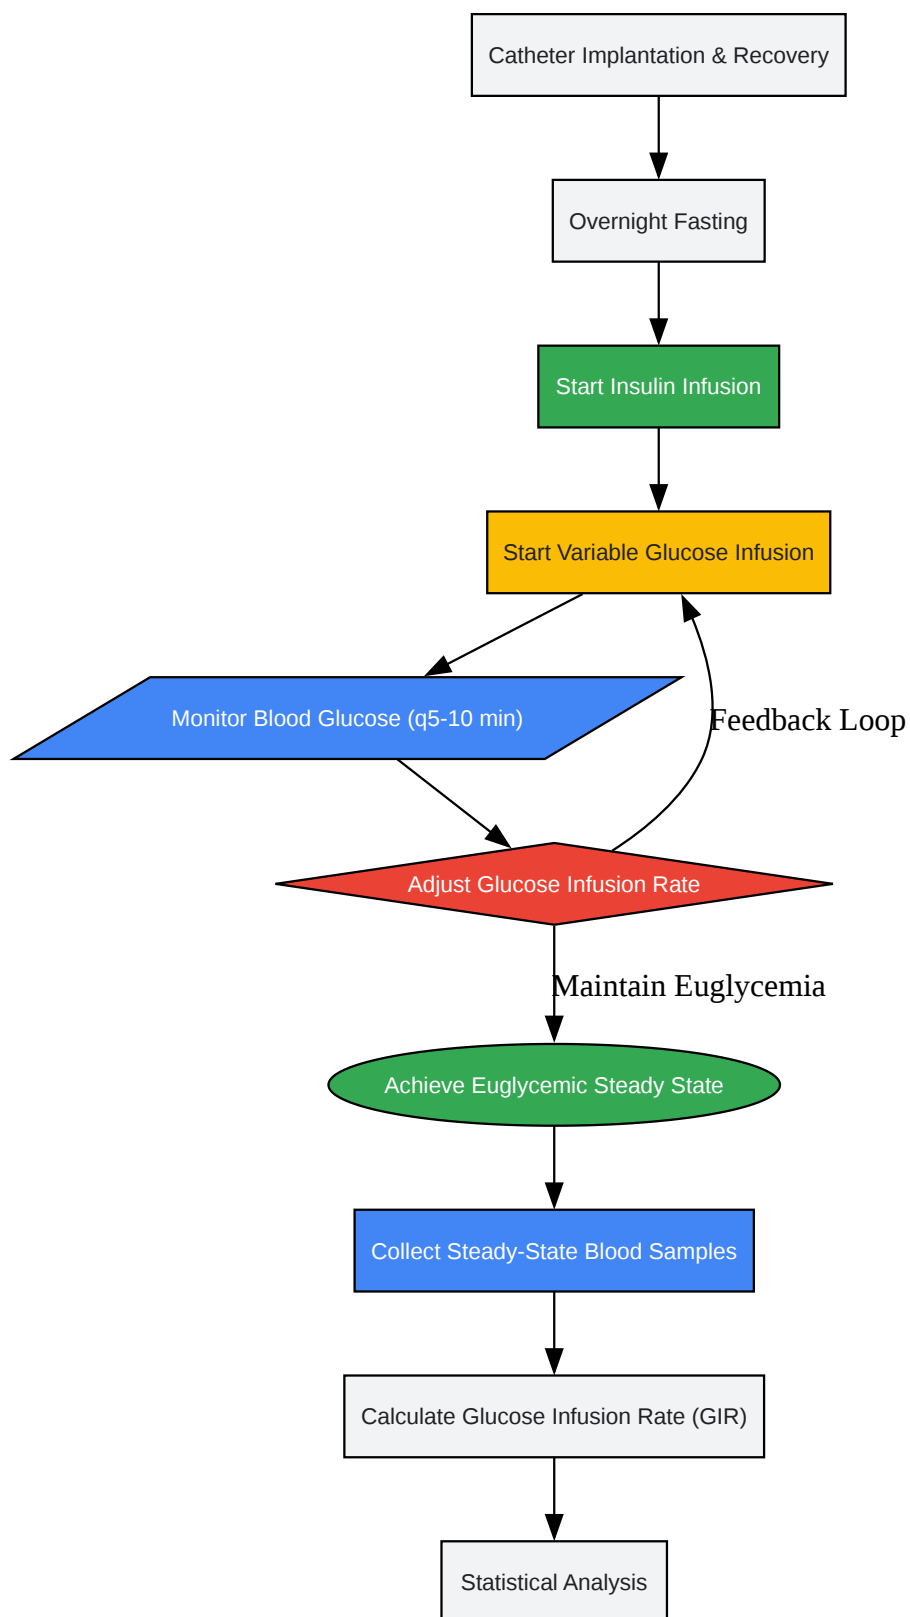 Catheter Implantation & Recovery
Overnight Fasting
Start Insulin Infusion
Start Variable Glucose Infusion
Monitor Blood Glucose (q5-10 min)
Feedback Loop
Adjust Glucose Infusion Rate
Maintain Euglycemia
Achieve Euglycemic Steady State
Collect Steady-State Blood Samples
Calculate Glucose Infusion Rate (GIR)
Statistical Analysis